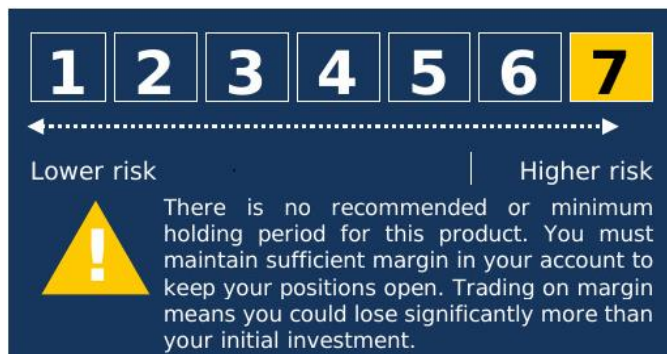 1 2 3 4 5 6 7
Lower risk Higher risk
!
There is no recommended or minimum
holding period for this product. You must
maintain sufficient margin in your account to
keep your positions open. Trading on margin
means you could lose significantly more than
your initial investment.